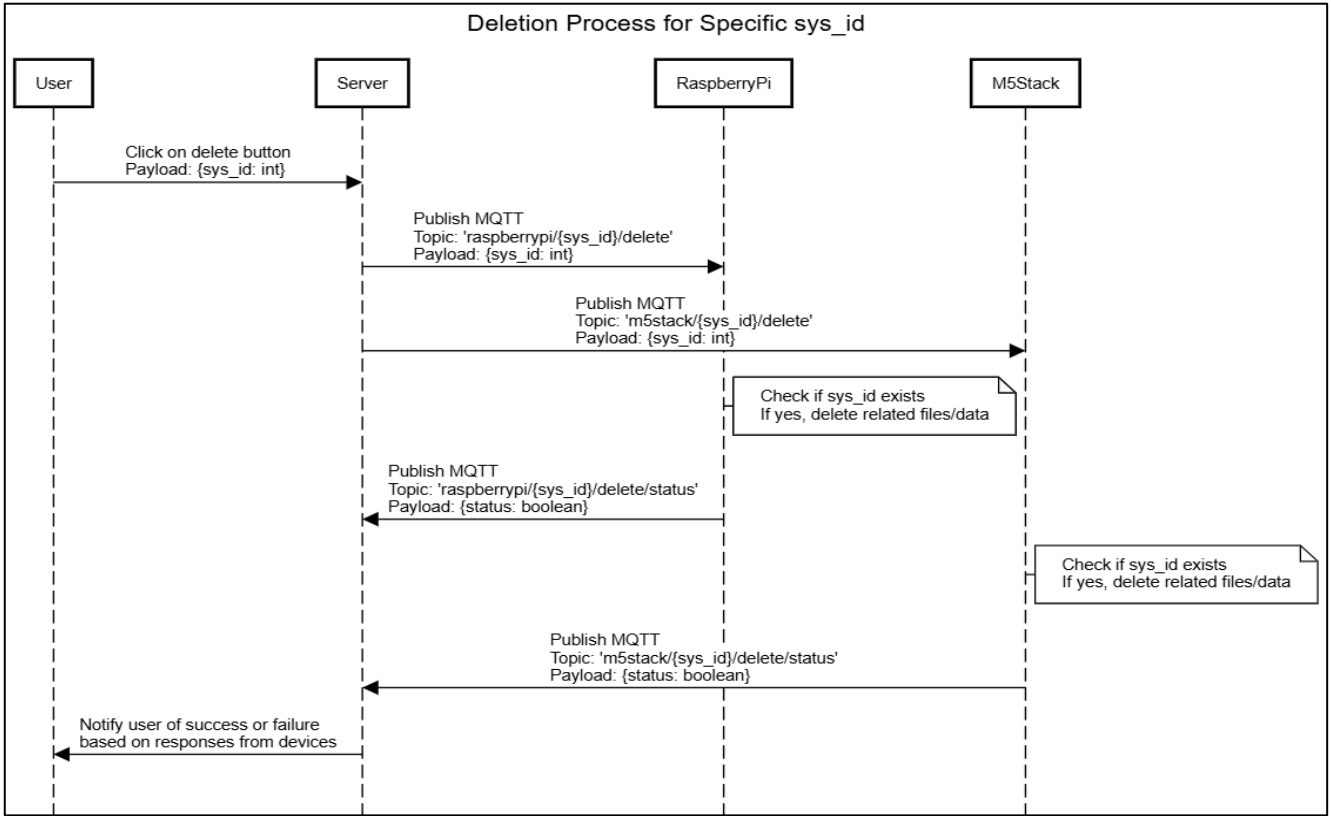 Deletion Process for Specific sys_id
User
Server
RaspberryPi
M5Stack
Click on delete button
Payload: {sys_id: int}
Publish MQTT
Topic: 'raspberrypi/{sys_id}/delete'
Payload: {sys_id: int}
Publish MQTT
Topic: 'm5stack/{sys_id}/delete'
Payload: {sys_id: int}
Check if sys_id exists
If yes, delete related files/data
Publish MQTT
Topic: 'raspberrypi/{sys_id}/delete/status'
Payload: {status: boolean}
Check if sys_id exists
If yes, delete related files/data
Publish MQTT
Topic: 'm5stack/{sys_id}/delete/status'
Payload: {status: boolean}
Notify user of success or failure
based on responses from devices